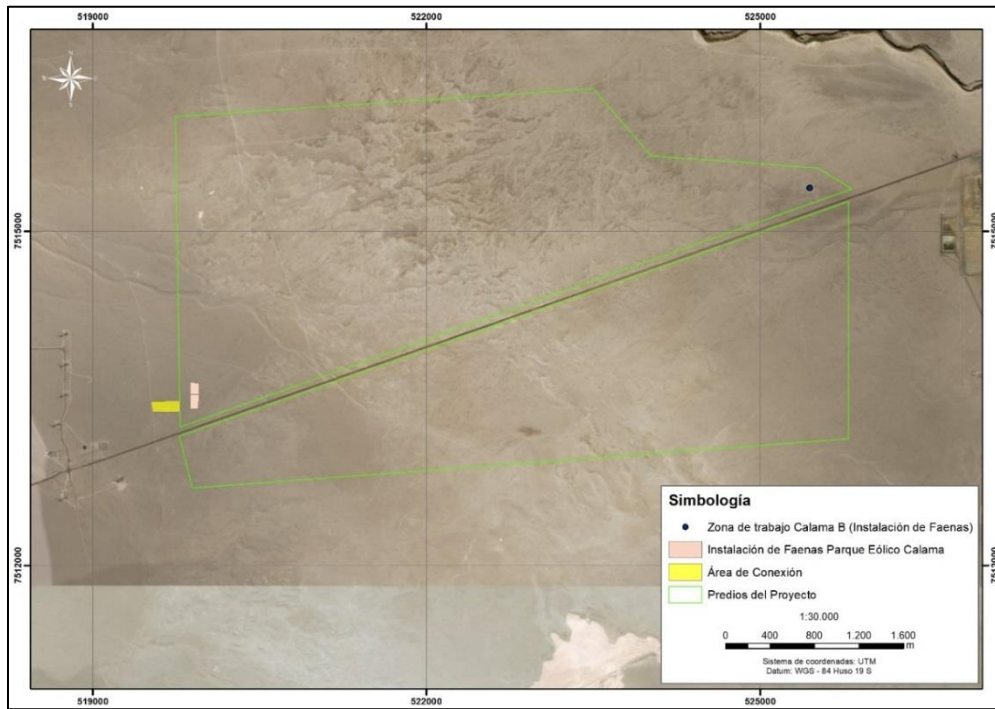 519000 522000 525000
N
7515000 7515000
Simbología
Zona de trabajo Calama B (Instalación de Faenas)
Instalación de Faenas Parque Eólico Calama
Área de Conexión
Predios del Proyecto
1:30.000
0 400 800 1.200 1.600
m
Sistema de coordenadas: UTM
Datum: WGS - 84 Huso 19 S
7512000 7512000
519000 522000 525000